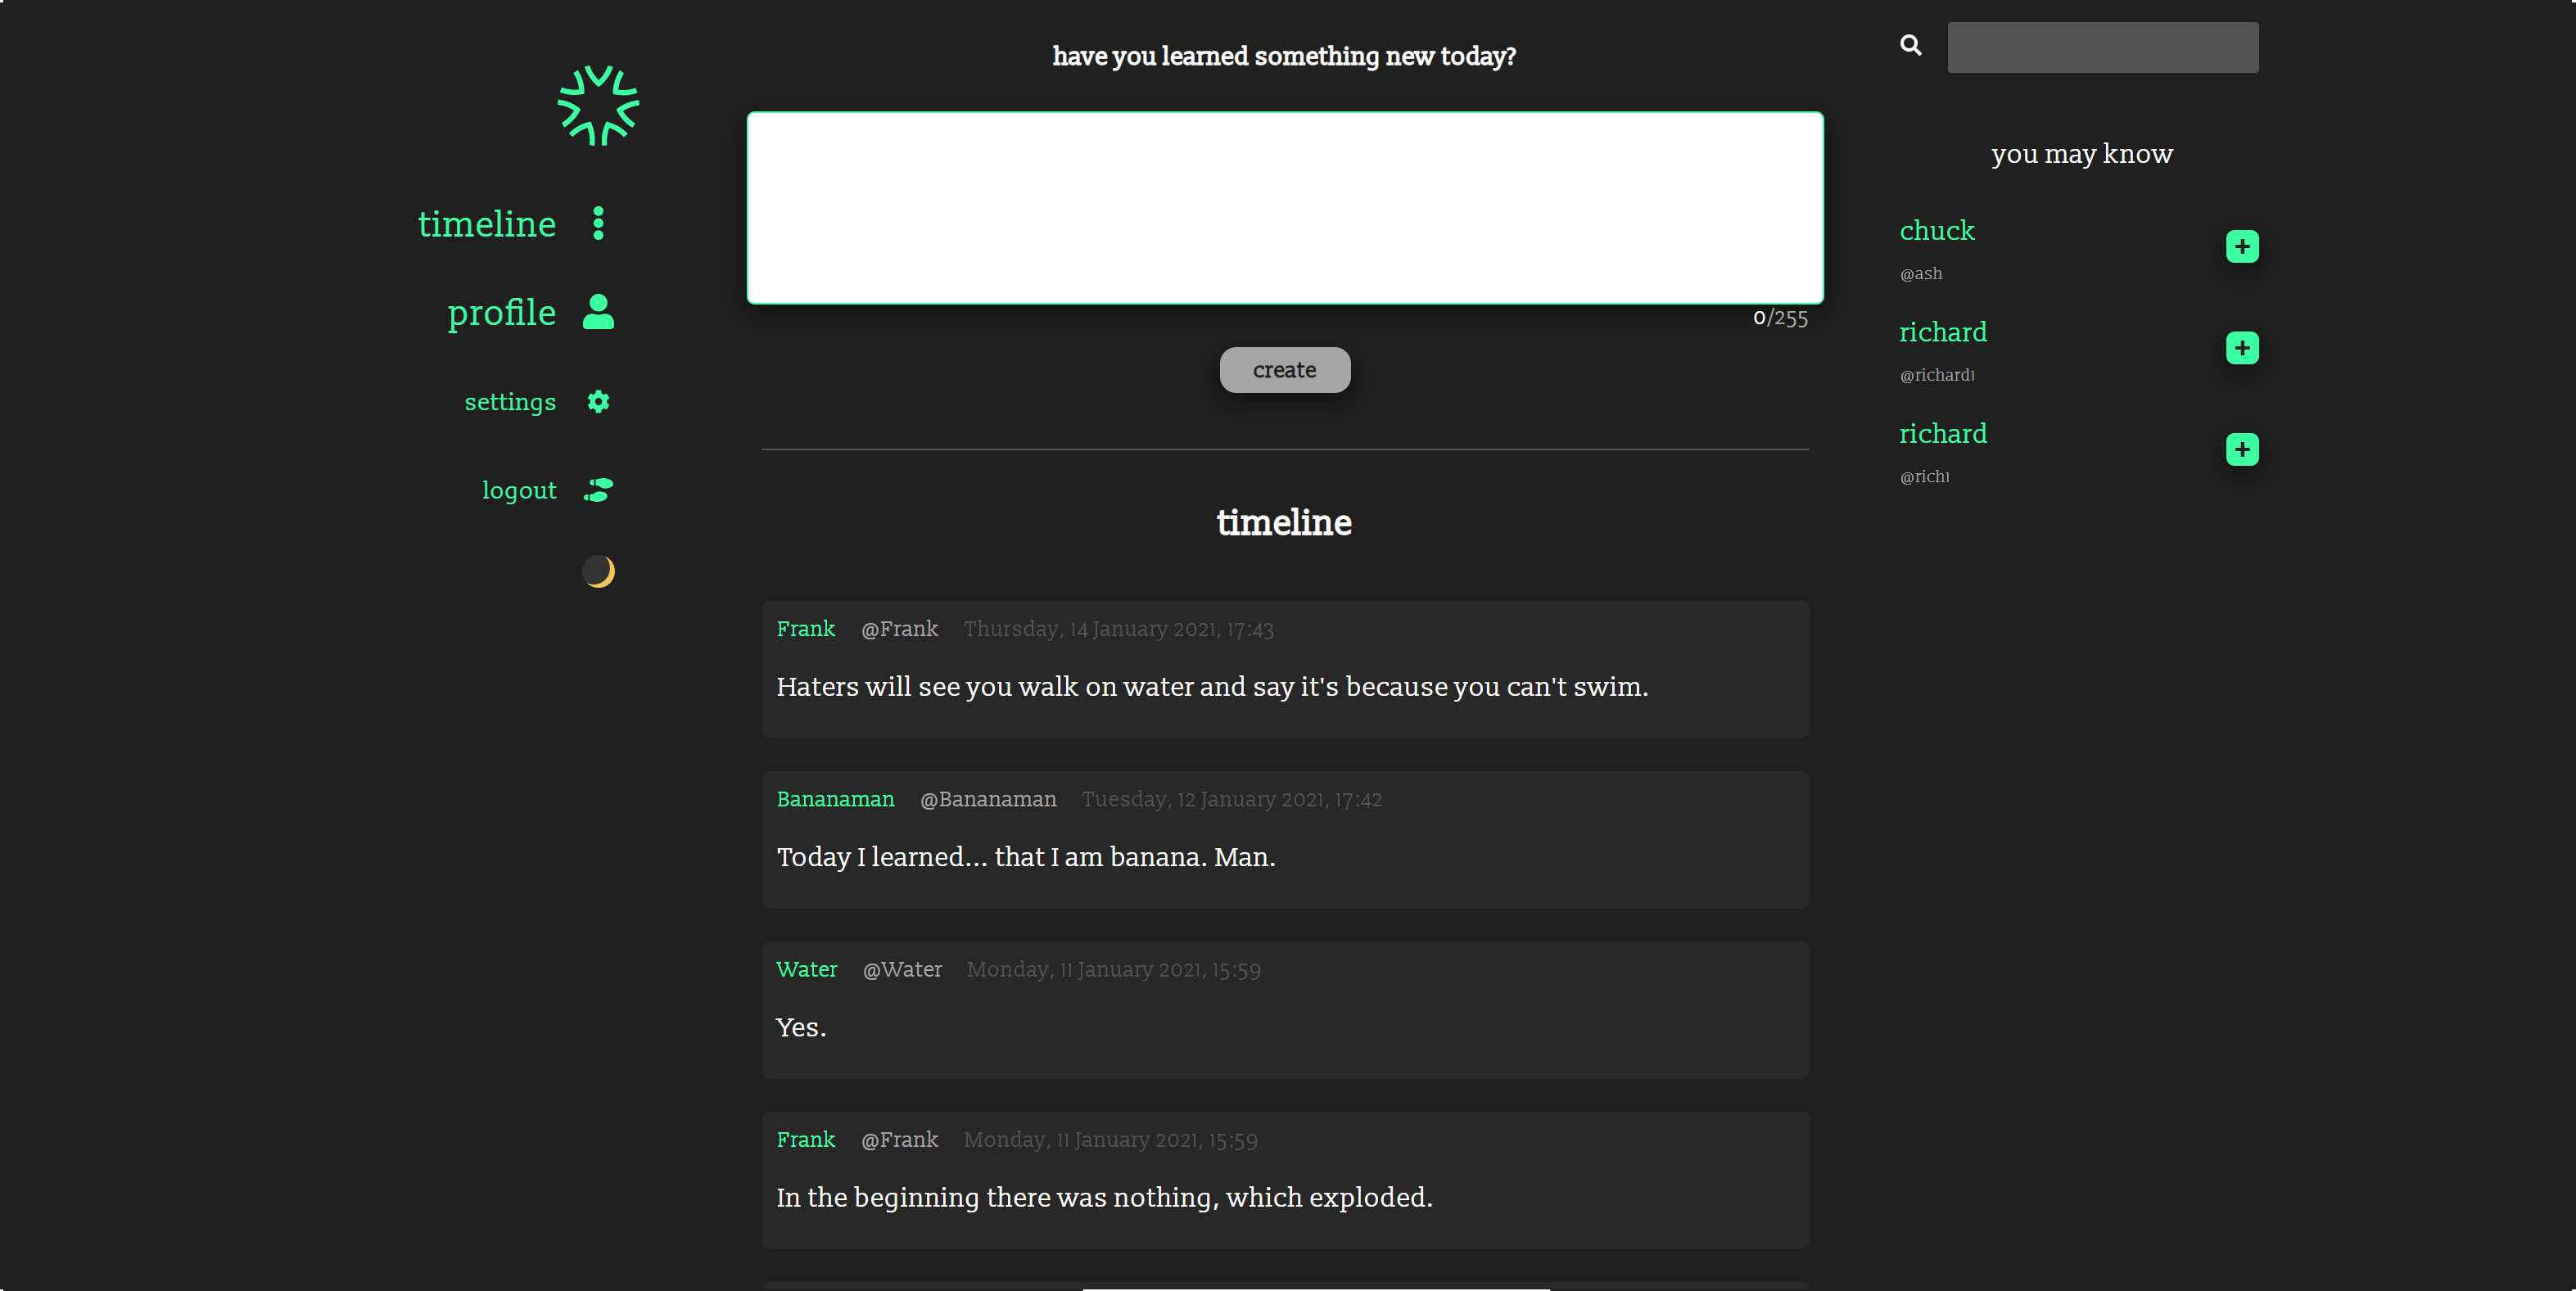 timeline
profile
settings
logout
have you learned something new today?
0/255
create
timeline
Frank @Frank Thursday, 14 January 2021, 17:43
Haters will see you walk on water and say it's because you can't swim.
Bananaman @Bananaman Tuesday, 12 January 2021, 17:42
Today I learned... that I am banana. Man.
Water @Water Monday, 11 January 2021, 15:59
Yes.
Frank @Frank Monday, 11 January 2021, 15:59
In the beginning there was nothing, which exploded.
you may know
chuck
@ash
richard
@richard1
richard
@rich1